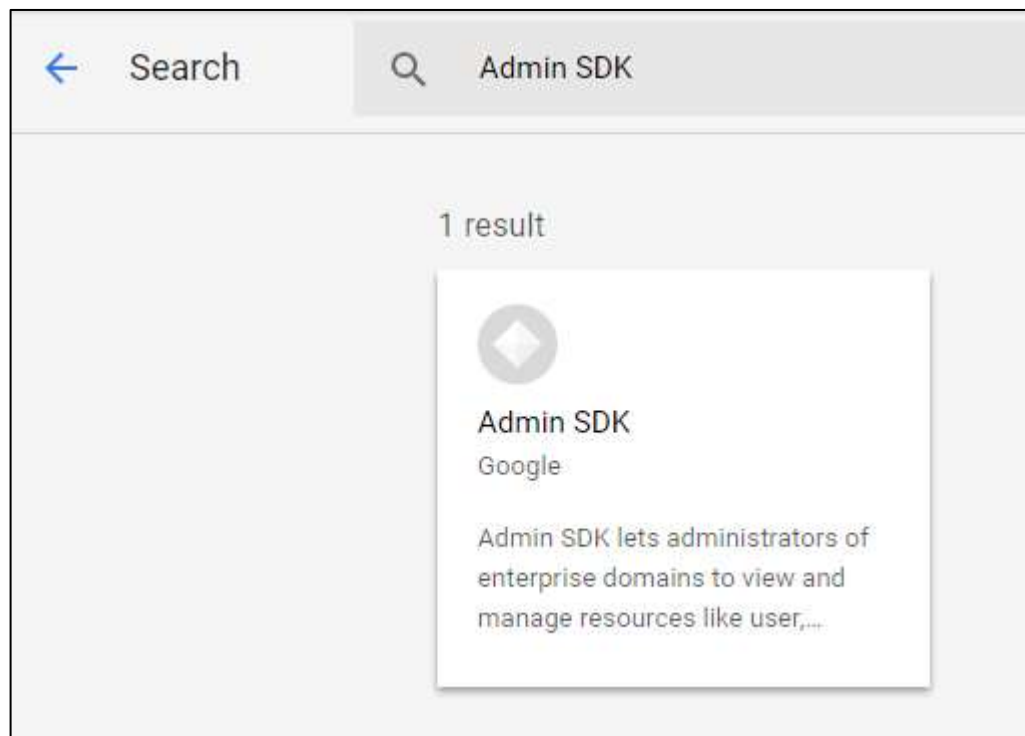 Search
Admin SDK
1 result
Admin SDK
Google
Admin SDK lets administrators of
enterprise domains to view and
manage resources like user,...